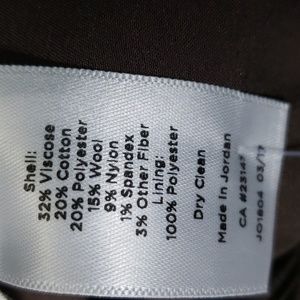 Shell:
32% Viscose
20% Cotton
20% Polyester
15% Wool
9% Nylon
1% Spandex
3% Other Fiber
Lining:
100% Polyester
Dry Clean
Made in Jordan
CA #23147
JO1804 03/17